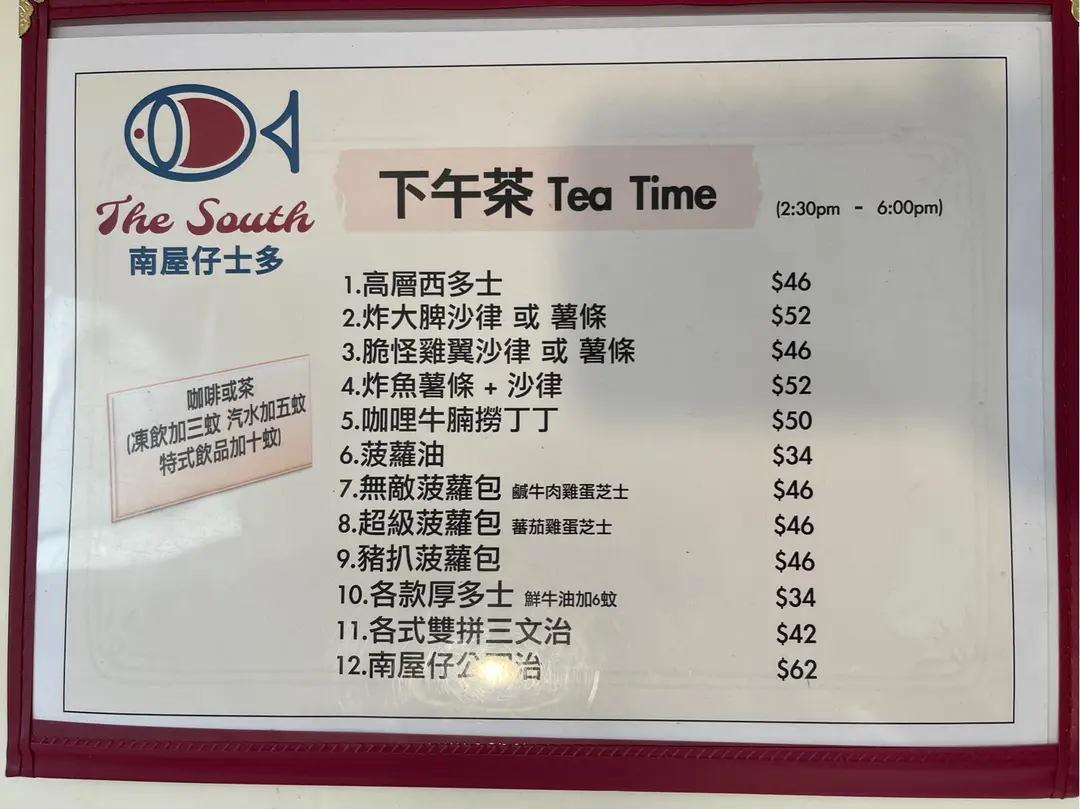 The South
南屋仔士多
下午茶 Tea Time (2:30pm - 6:00pm)
1.高層西多士 $46
2.炸大脾沙律 或 薯條 $52
3.脆怪雞翼沙律 或 薯條 $46
4.炸魚薯條 + 沙律 $52
5.咖哩牛腩撈丁丁 $50
6.菠蘿油 $34
7.無敵菠蘿包 鹹牛肉雞蛋芝士 $46
8.超級菠蘿包 蕃茄雞蛋芝士 $46
9.豬扒菠蘿包 $46
10.各款厚多士 鮮牛油加6蚊 $34
11.各式雙拼三文治 $42
12.南屋仔公治 $62
咖啡或茶
(凍飲加三蚊 汽水加五蚊
特式飲品加十蚊)